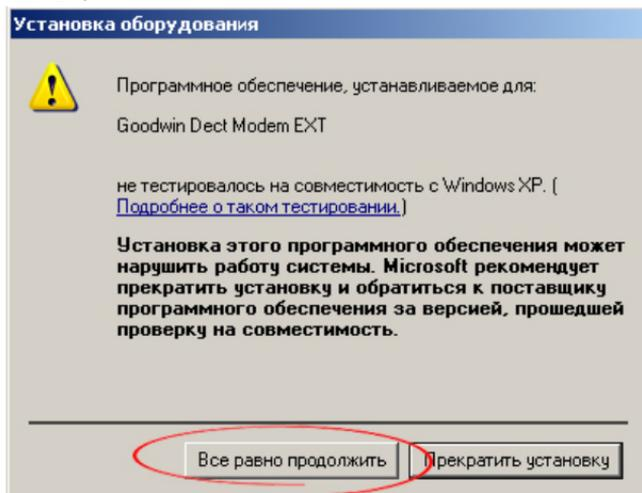 Установка оборудования
Программное обеспечение, устанавливаемое для:
Goodwin Dect Modem EXT
не тестировалось на совместимость с Windows XP. (
Подробнее о таком тестировании.)
Установка этого программного обеспечения может
нарушить работу системы. Microsoft рекомендует
прекратить установку и обратиться к поставщику
программного обеспечения за версией, прошедшей
проверку на совместимость.
Все равно продолжить
Прекратить установку